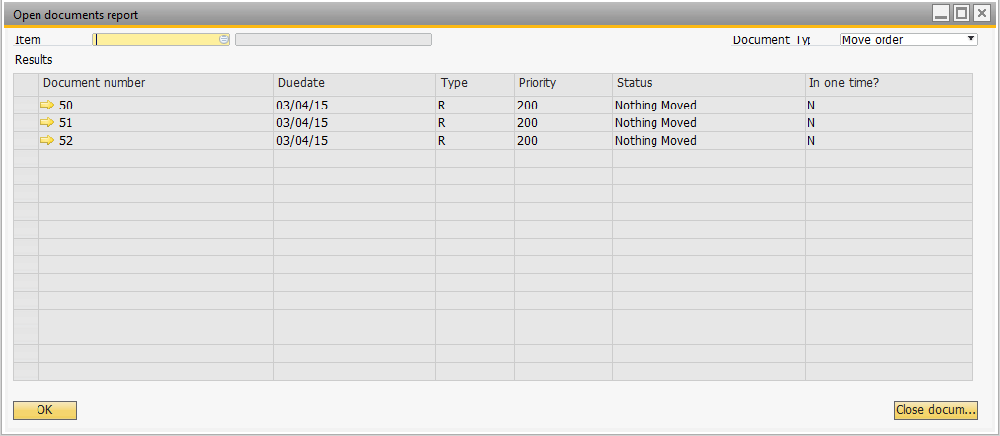 Open documents report
Item
Document Typ Move order
Results
Document number Duedate Type Priority Status In one time?
50 03/04/15 R 200 Nothing Moved N
51 03/04/15 R 200 Nothing Moved N
52 03/04/15 R 200 Nothing Moved N
OK Close docum...